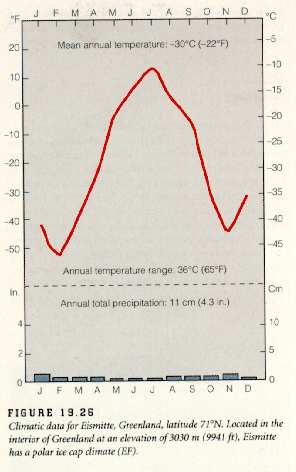 °F J F M A M J J A S O N D °C
Mean annual temperature: –30°C (–22°F)
20
10
0
–10
–20
–30
–40
–50
–5
–10
–15
–20
–25
–30
–35
–40
–45
Annual temperature range: 36°C (65°F)
In. Cm
Annual total precipitation: 11 cm (4.3 in.)
4
2
0
10
5
0
J F M A M J J A S O N D
FIGURE 19.26
Climatic data for Eismitte, Greenland, latitude 71°N. Located in the
interior of Greenland at an elevation of 3030 m (9941 ft), Eismitte
has a polar ice cap climate (EF).